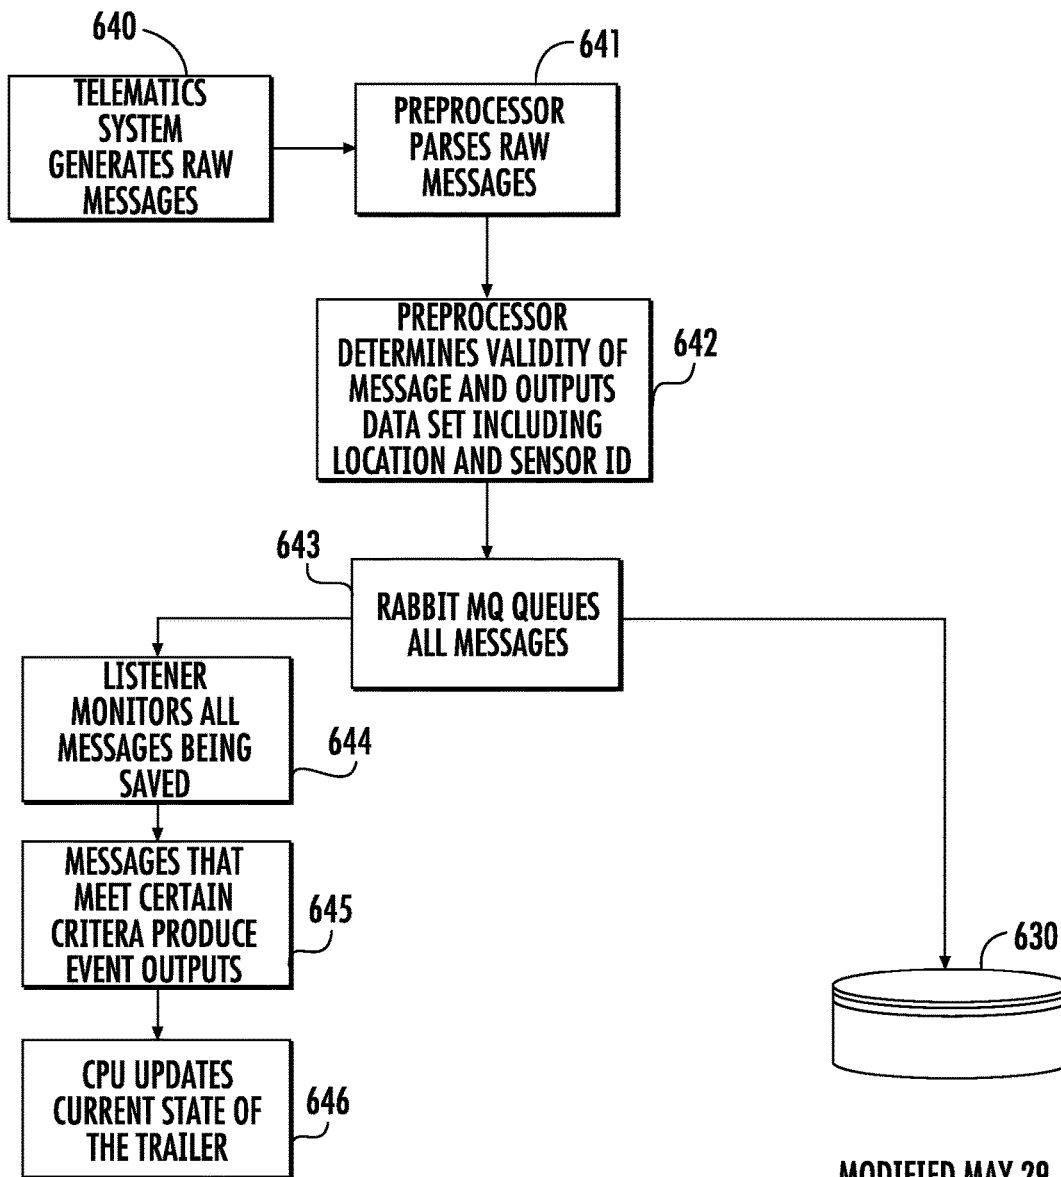 640
TELEMATICS
SYSTEM
GENERATES RAW
MESSAGES
641
PREPROCESSOR
PARSES RAW
MESSAGES
PREPROCESSOR
DETERMINES VALIDITY OF
MESSAGE AND OUTPUTS
DATA SET INCLUDING
LOCATION AND SENSOR ID
642
643
RABBIT MQ QUEUES
ALL MESSAGES
LISTENER
MONITORS ALL
MESSAGES BEING
SAVED
644
MESSAGES THAT
MEET CERTAIN
CRITERA PRODUCE
EVENT OUTPUTS
645
630
CPU UPDATES
CURRENT STATE OF
THE TRAILER
646
MODIFIED MAY 29